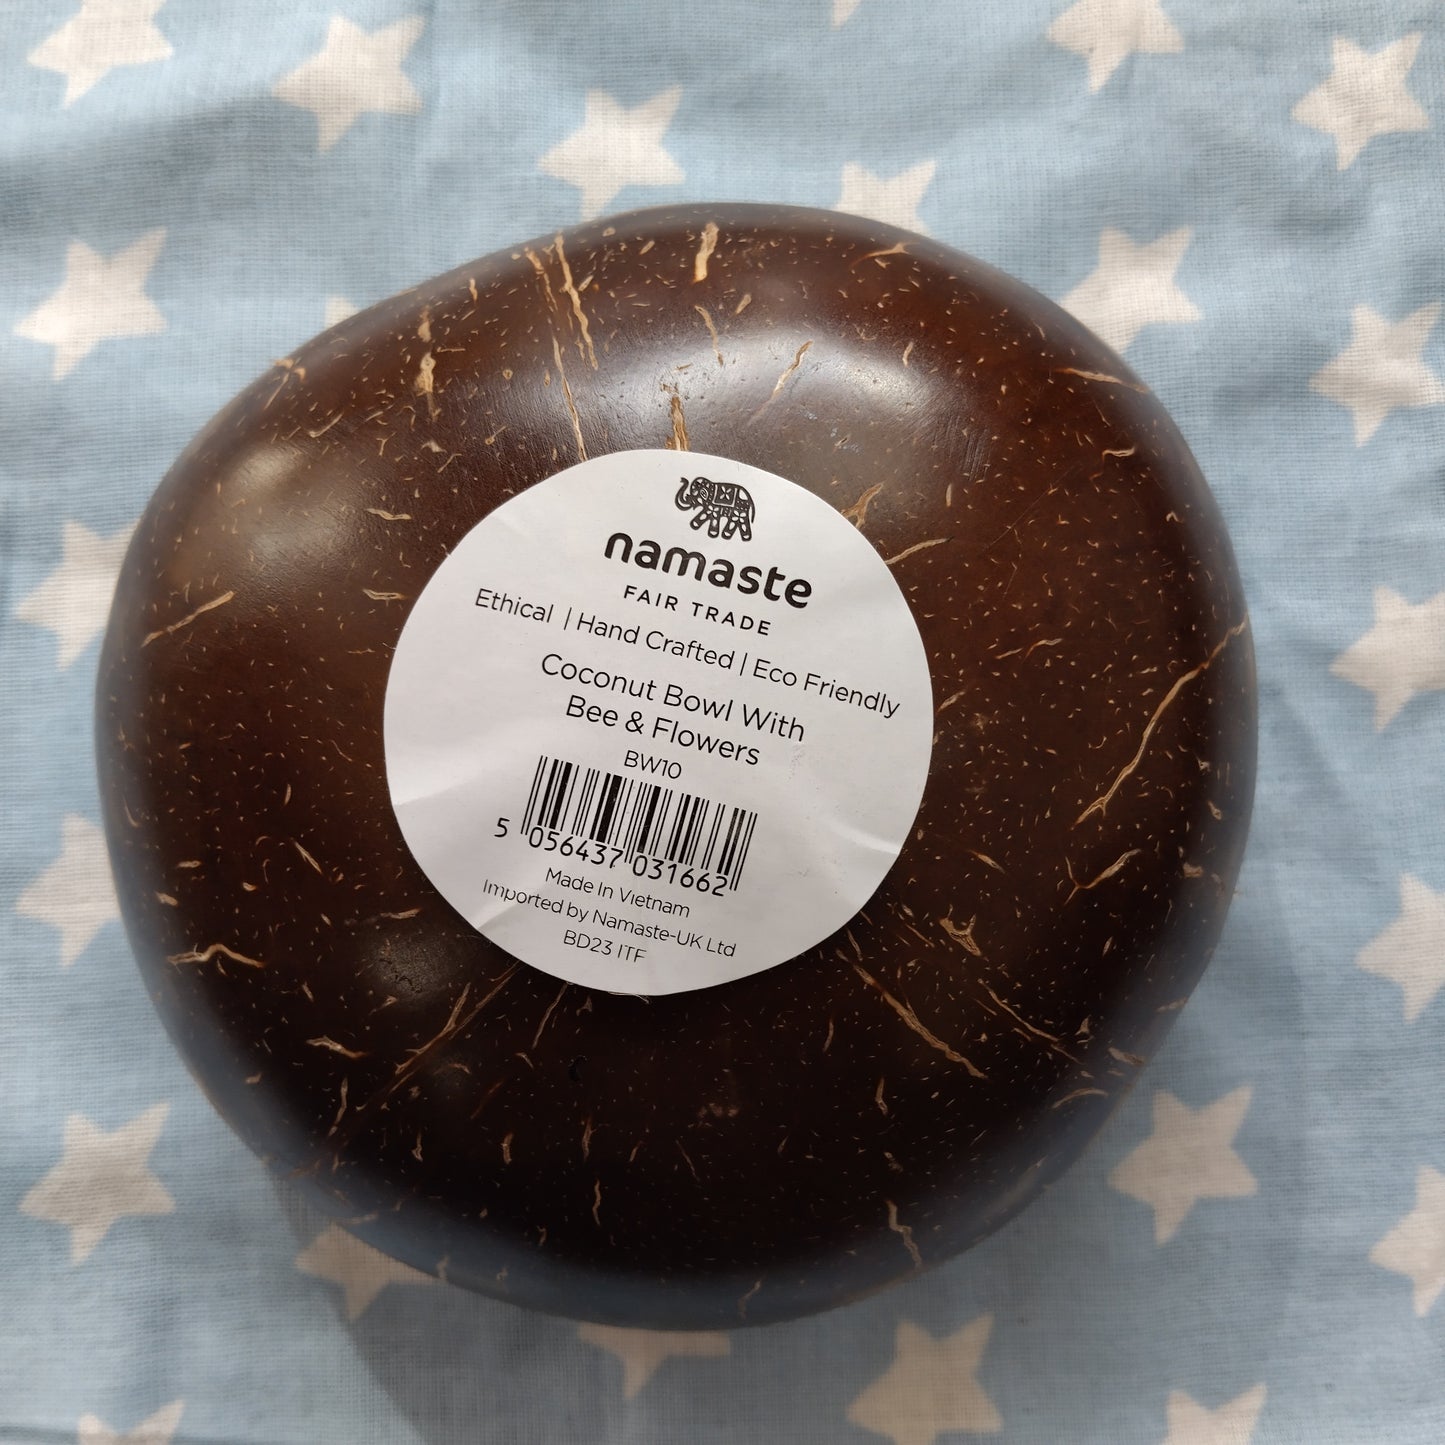 namaste
FAIR TRADE
Ethical | Hand Crafted | Eco Friendly
Coconut Bowl With
Bee & Flowers
BW10
5 056437 031662
Made In Vietnam
Imported by Namaste-UK Ltd
BD23 1TF